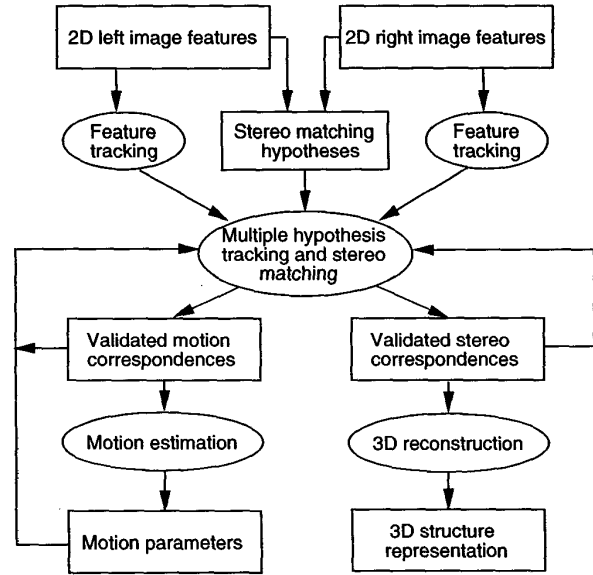 2D left image features
2D right image features
Feature
tracking
Stereo matching
hypotheses
Feature
tracking
Multiple hypothesis
tracking and stereo
matching
Validated motion
correspondences
Validated stereo
correspondences
Motion estimation
3D reconstruction
Motion parameters
3D structure
representation